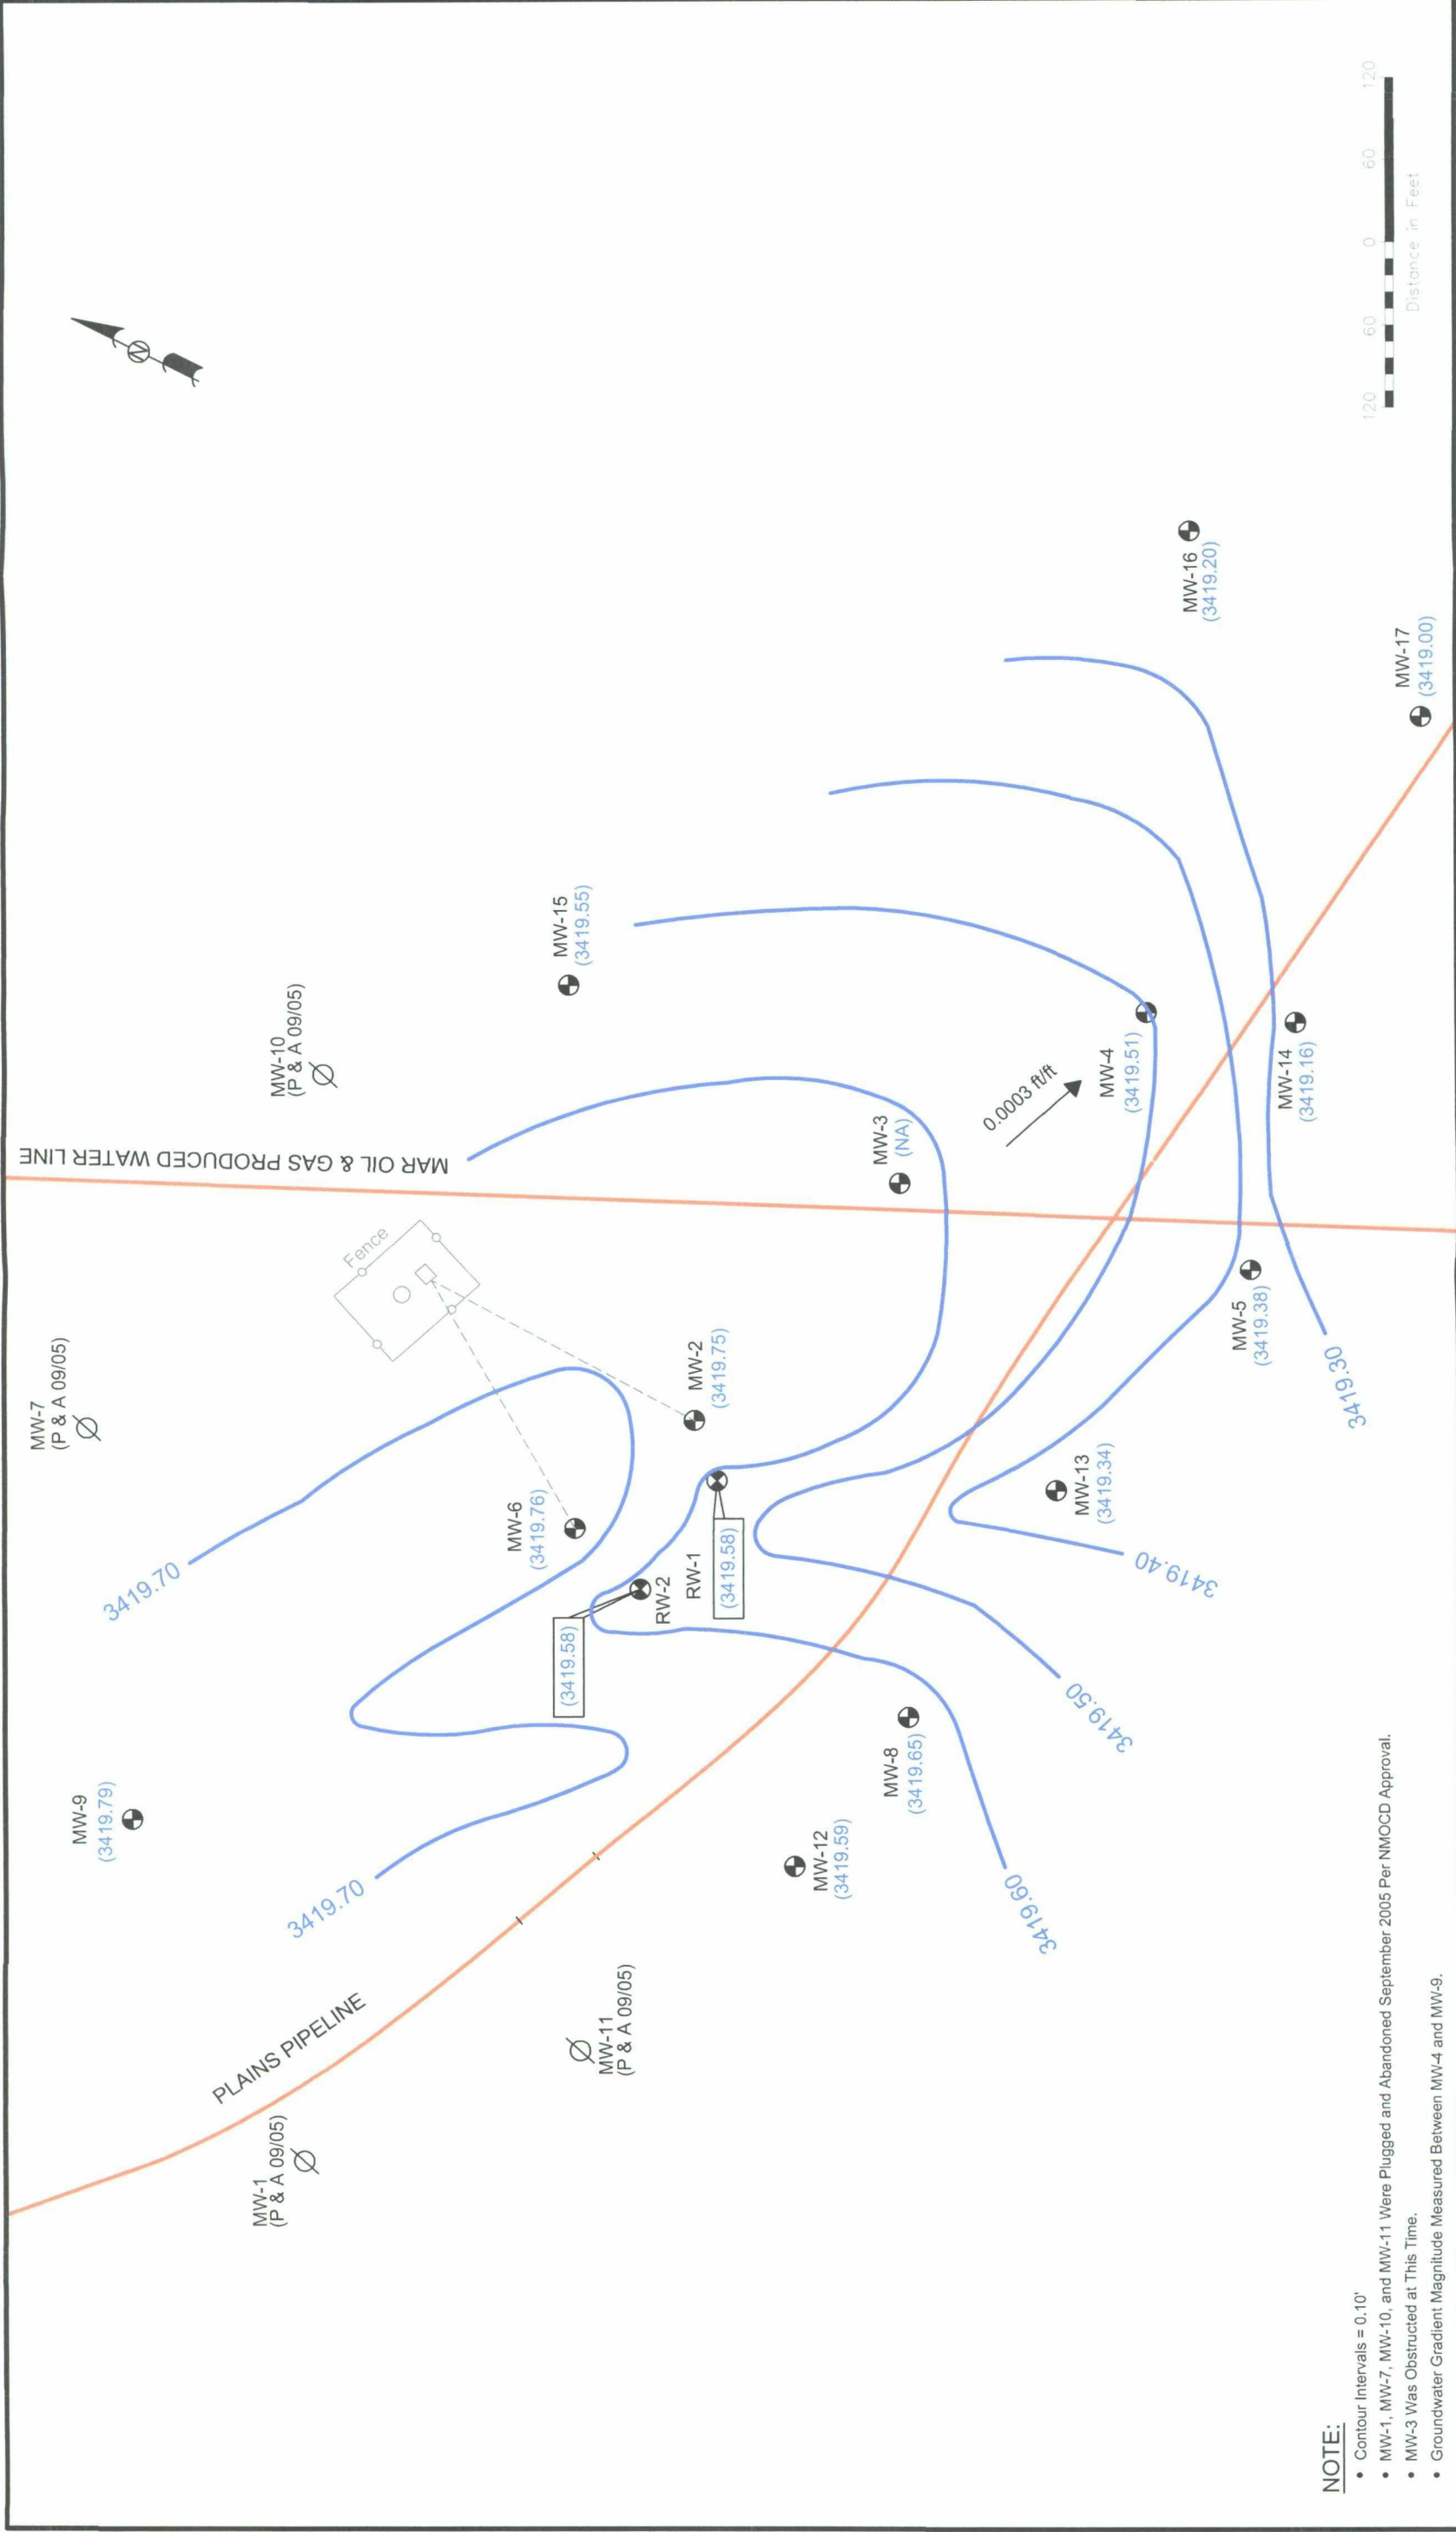 MW-7
(P & A 09/05)
MW-9
(3419.79)
MW-1
(P & A 09/05)
PLAINS PIPELINE
MW-10
(P & A 09/05)
MAR OIL & GAS PRODUCED WATER LINE
N
Fence
3419.70
3419.70
MW-6
(3419.76)
MW-15
(3419.55)
MW-11
(P & A 09/05)
(3419.58)
RW-2
RW-1
(3419.58)
MW-2
(3419.75)
MW-12
(3419.59)
MW-8
(3419.65)
MW-3
(NA)
0.0003 ft/ft
3419.60
3419.50
MW-13
(3419.34)
3419.40
MW-4
(3419.51)
MW-16
(3419.20)
MW-5
(3419.38)
MW-14
(3419.16)
3419.30
MW-17
(3419.00)
NOTE:
• Contour Intervals = 0.10'
• MW-1, MW-7, MW-10, and MW-11 Were Plugged and Abandoned September 2005 Per NMOCD Approval.
• MW-3 Was Obstructed at This Time.
• Groundwater Gradient Magnitude Measured Between MW-4 and MW-9.
120 60 0 60 120
Distance in Feet